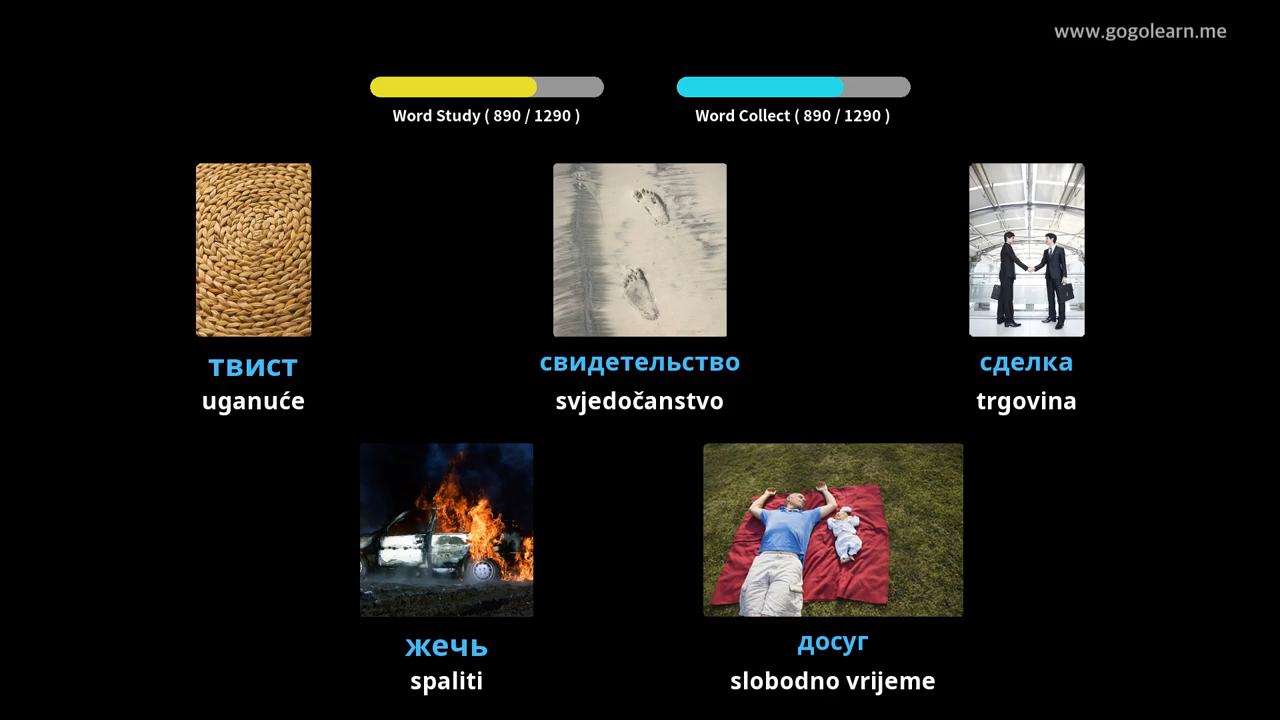 www.gogolearn.me
Word Study ( 890 / 1290 )
Word Collect ( 890 / 1290 )
твист
uganuće
свидетельство
svjedočanstvo
сделка
trgovina
жечь
spaliti
досуг
slobodno vrijeme